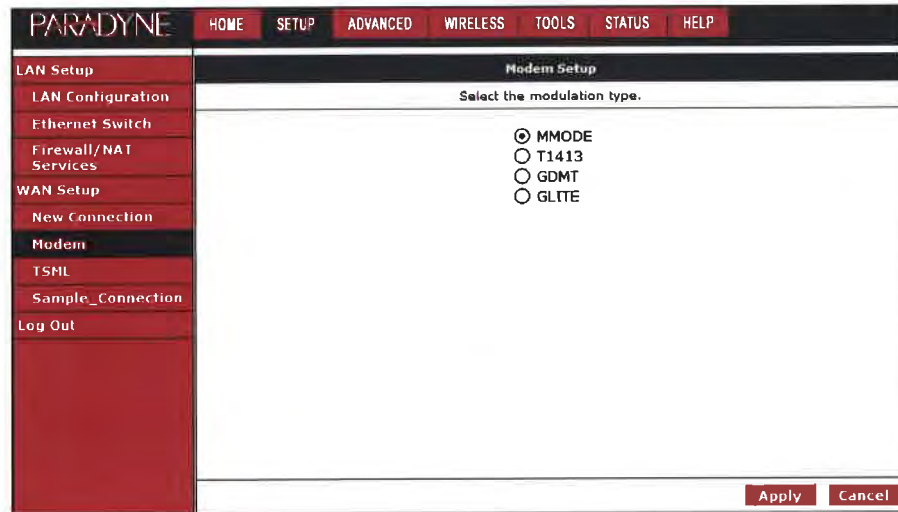 PARADYNE
HOME SETUP ADVANCED WIRELESS TOOLS STATUS HELP
LAN Setup
LAN Configuration
Ethernet Switch
Firewall/NAT
Services
WAN Setup
New Connection
Modem
TSML
Sample_Connection
Log Out
Modem Setup
Select the modulation type.
MMODE
T1413
GDMT
GLITE
Apply Cancel